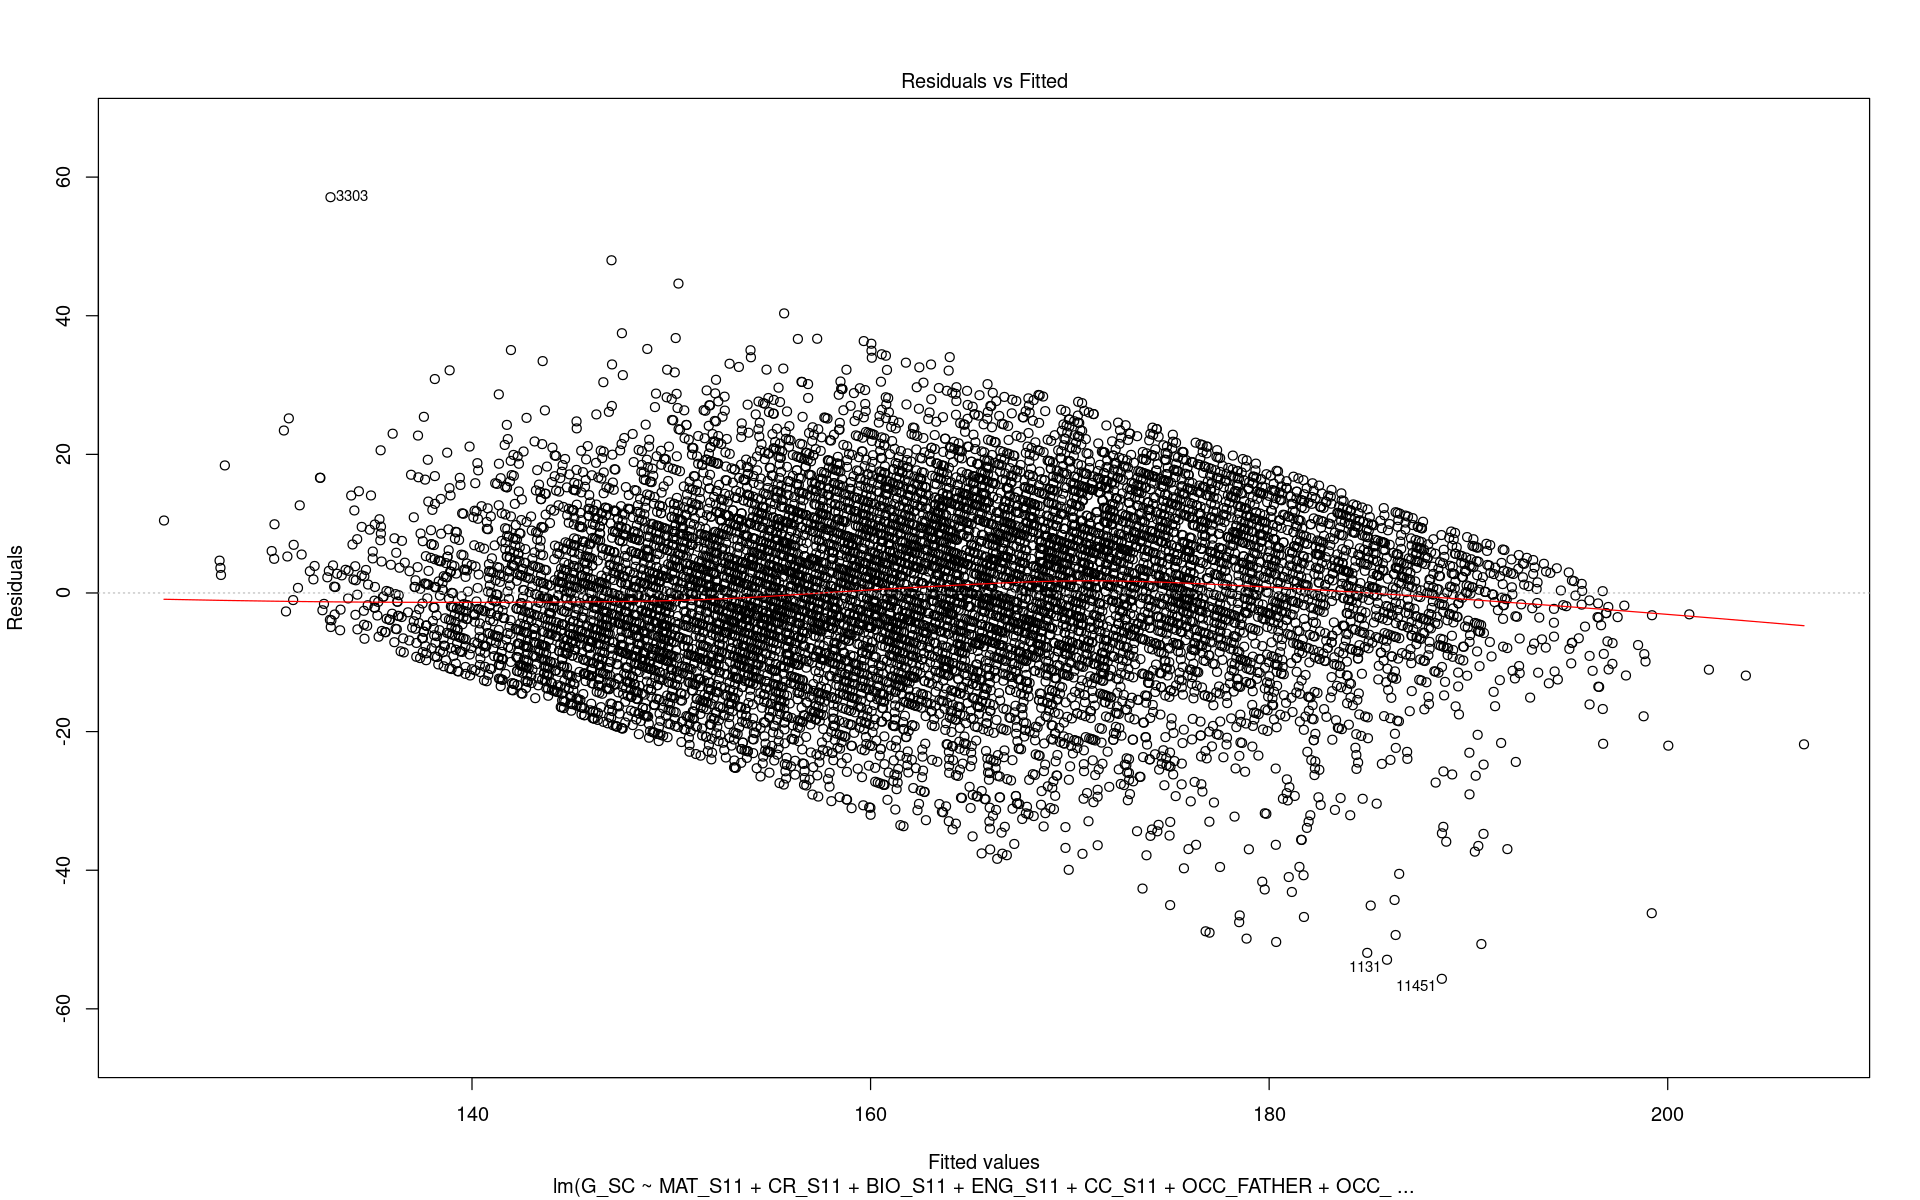 Residuals vs Fitted
Residuals
60
40
20
0
-20
-40
-60
3303
1131
11451
140 160 180 200
Fitted values
lm(G_SC ~ MAT_S11 + CR_S11 + BIO_S11 + ENG_S11 + CC_S11 + OCC_FATHER + OCC_ ...